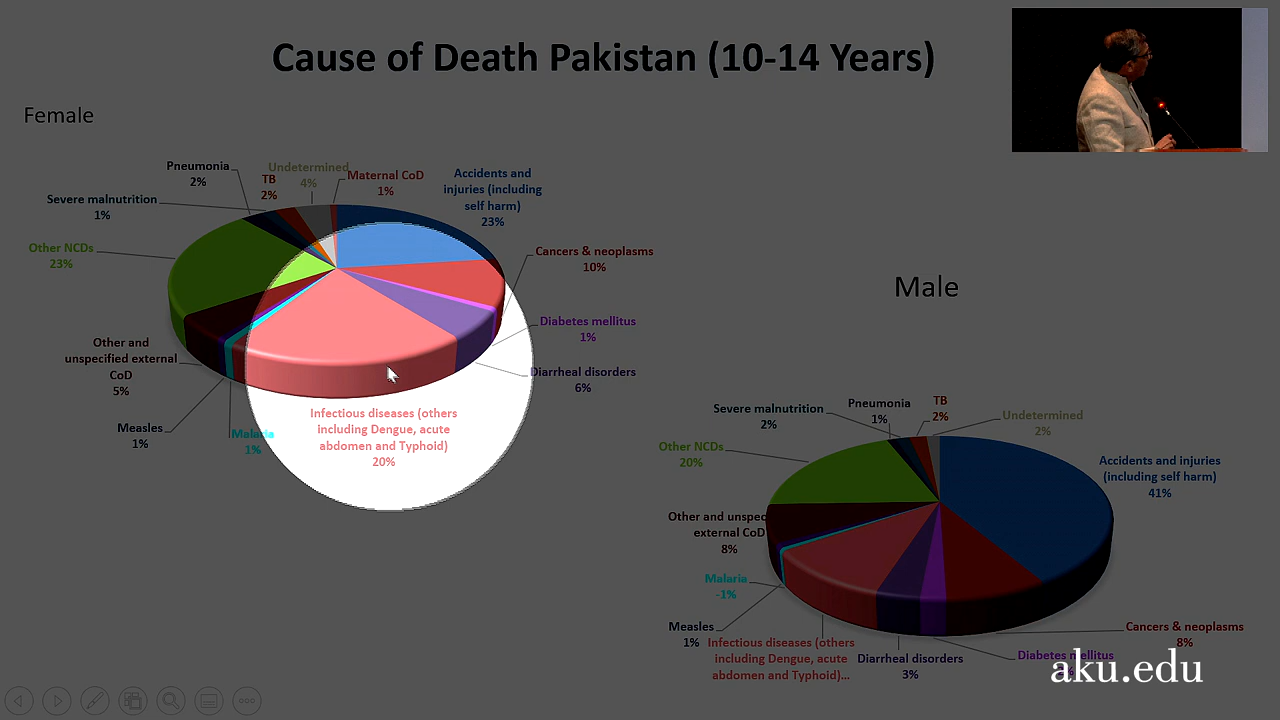 Cause of Death Pakistan (10-14 Years)
Female
Pneumonia
2%
TB
2%
Undetermined
4%
Maternal CoD
1%
Accidents and
injuries (including
self harm)
23%
Severe malnutrition
1%
Other NCDs
23%
Cancers & neoplasms
10%
Diabetes mellitus
1%
Diarrheal disorders
6%
Other and
unspecified external
CoD
5%
Measles
1%
Malaria
1%
Infectious diseases (others
including Dengue, acute
abdomen and Typhoid)
20%
Male
Severe malnutrition
2%
Pneumonia
1%
TB
2%
Undetermined
2%
Other NCDs
20%
Accidents and injuries
(including self harm)
41%
Other and unspec
external CoD
8%
Malaria
-1%
Measles
1%
Infectious diseases (others
including Dengue, acute
abdomen and Typhoid)...
Diarrheal disorders
3%
Diabetes mellitus
Cancers & neoplasms
8%
aku.edu